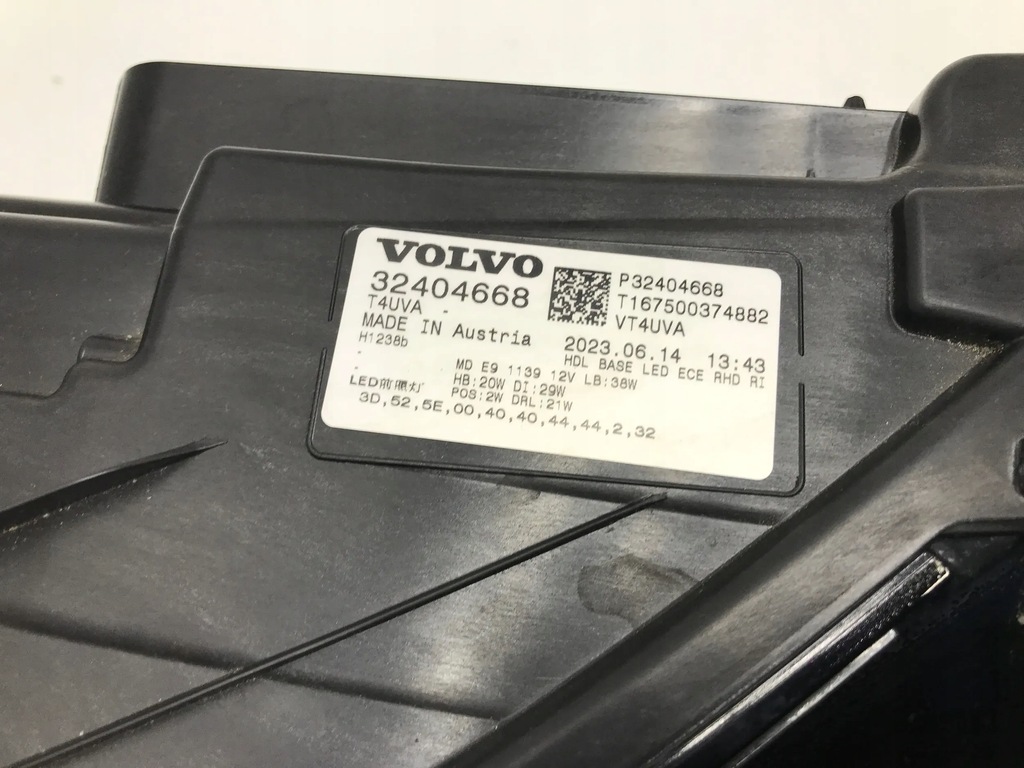 VOLVO
32404668
T4UVA
MADE IN Austria
H1238b
P32404668
T167500374882
VT4UVA
2023.06.14 13:43
HDL BASE LED ECE RHD RI
MD E9 1139 12V LB:38W
HB:20W DI:29W
POS:2W DRL:21W
LED前照灯
3D,52,5E,00,40,40,44,44,2,32